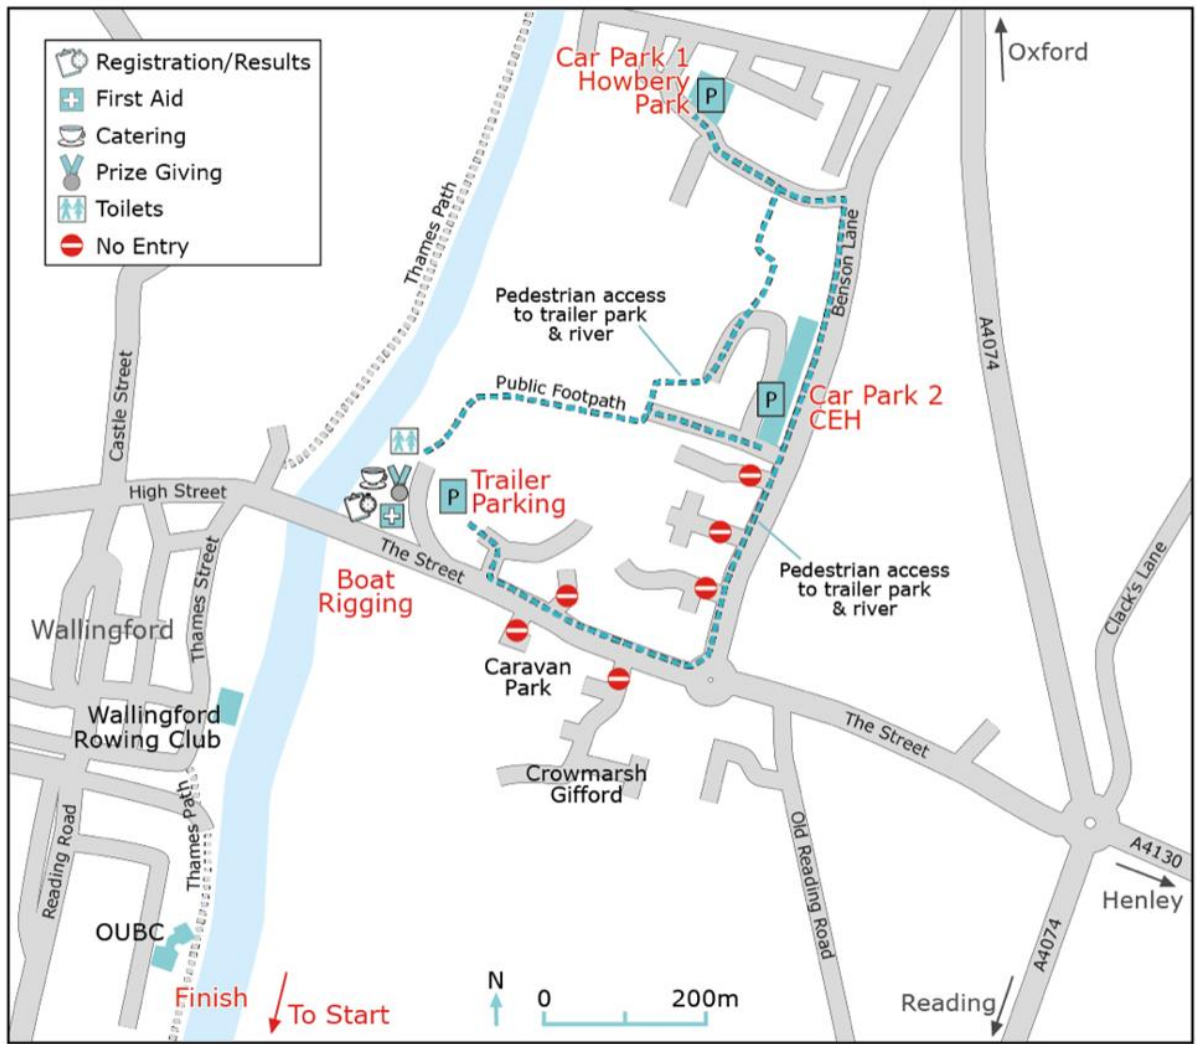 Registration/Results
First Aid
Catering
Prize Giving
Toilets
No Entry
Car Park 1
Howbery
Park
P
Oxford
Thames Path
Benson Lane
A4074
Pedestrian access
to trailer park
& river
Castle Street
Public Footpath
P
Car Park 2
CEH
High Street
P
Trailer
Parking
The Street
Boat
Rigging
Thames Street
Wallingford
Pedestrian access
to trailer park
& river
Clack's Lane
Caravan
Park
Wallingford
Rowing Club
The Street
Crowmarsh
Gifford
Thames Path
Reading Road
Old Reading Road
A4130
Henley
OUBC
A4074
Finish
To Start
N
0
200m
Reading